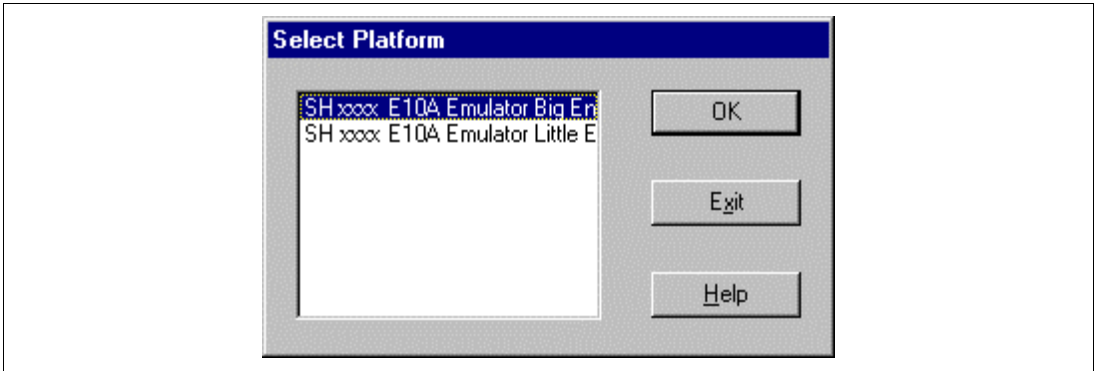 Select Platform
SH xxxx E10A Emulator Big En
SH xxxx E10A Emulator Little E
OK
Exit
Help